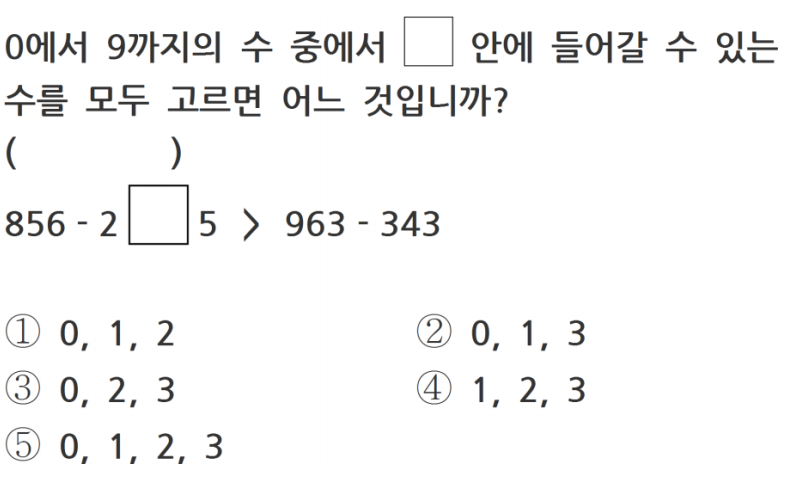 0에서 9까지의 수 중에서 □ 안에 들어갈 수 있는
수를 모두 고르면 어느 것입니까?
( )
856 - 2□5 > 963 - 343
① 0, 1, 2 ② 0, 1, 3
③ 0, 2, 3 ④ 1, 2, 3
⑤ 0, 1, 2, 3